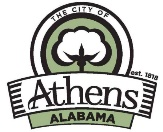 THE CITY OF
est. 1818
Athens
ALABAMA